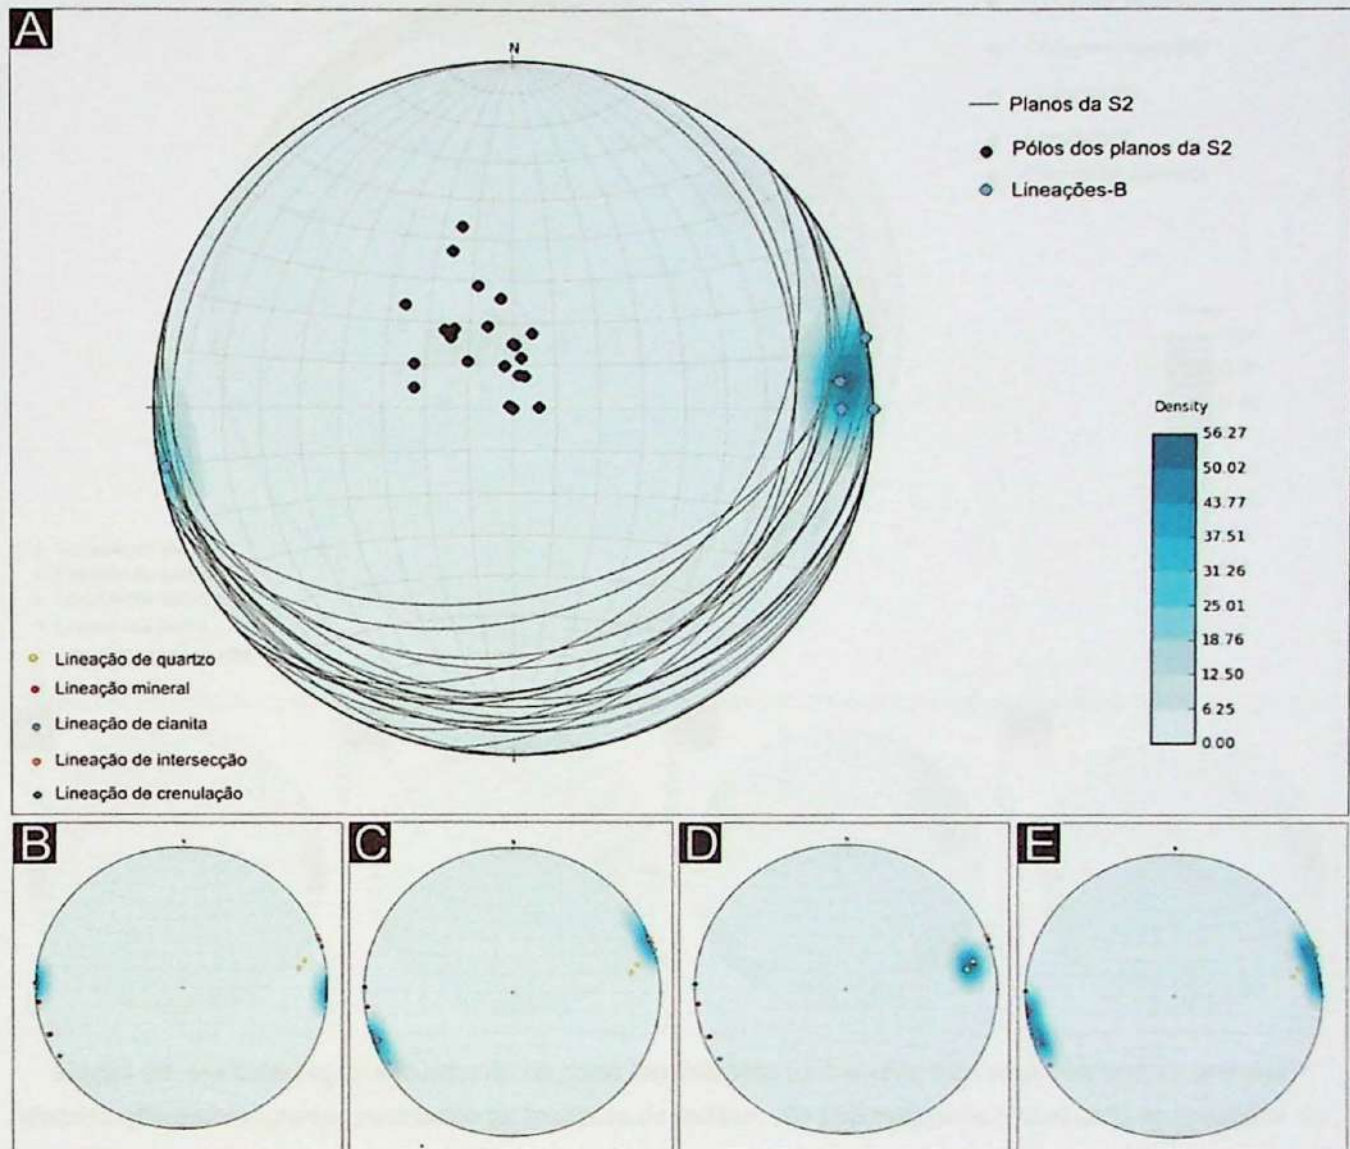 A
N
Planos da S2
Pólos dos planos da S2
Lineações-B
Density
56.27
50.02
43.77
37.51
31.26
25.01
18.76
12.50
6.25
0.00
Lineação de quartzo
Lineação mineral
Lineação de cianita
Lineação de intersecção
Lineação de crenulação
B
C
D
E